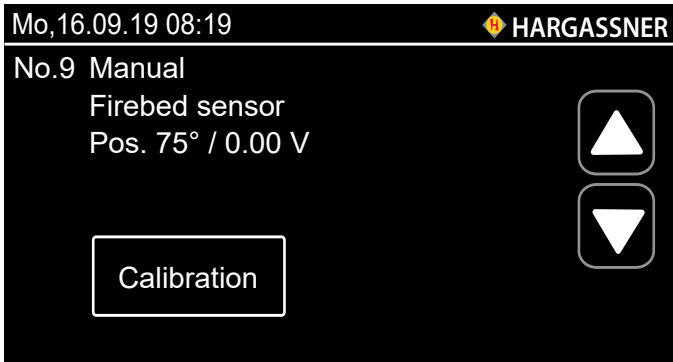 Mo,16.09.19 08:19 HARGASSNER
No.9 Manual
Firebed sensor
Pos. 75° / 0.00 V
Calibration